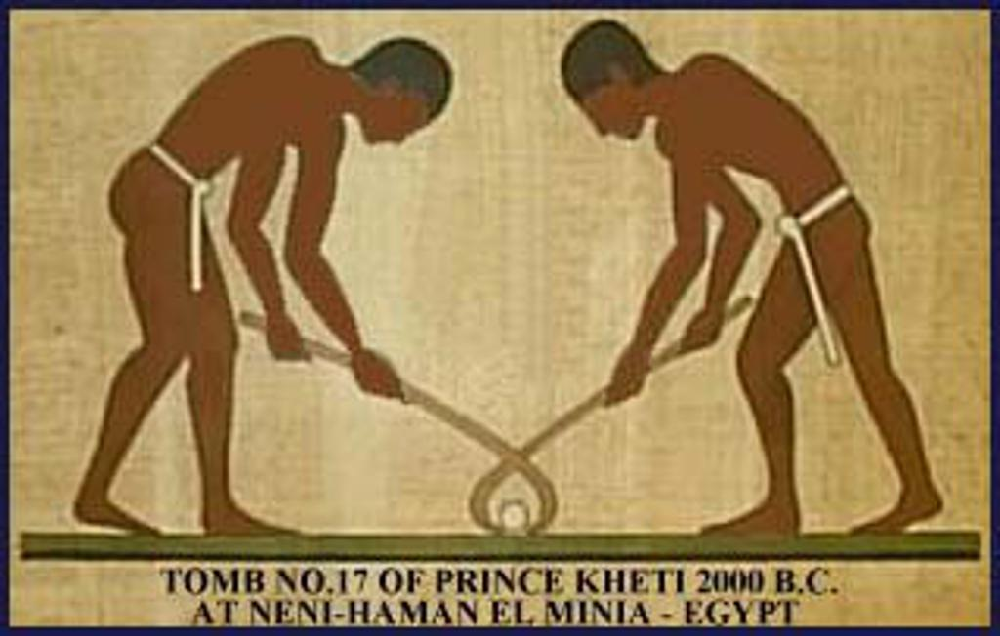 TOMB NO.17 OF PRINCE KHETI 2000 B.C.
AT NENI-HAMAN EL MINIA - EGYPT